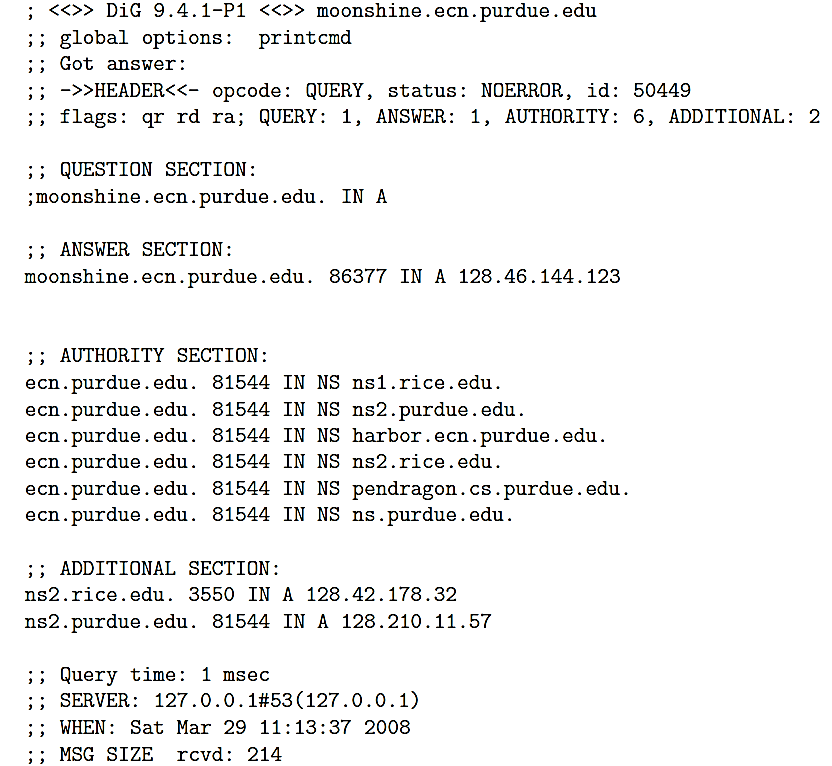 ; <<>> DiG 9.4.1-P1 <<>> moonshine.ecn.purdue.edu
;; global options:  printcmd
;; Got answer:
;; ->>HEADER<<- opcode: QUERY, status: NOERROR, id: 50449
;; flags: qr rd ra; QUERY: 1, ANSWER: 1, AUTHORITY: 6, ADDITIONAL: 2
;; QUESTION SECTION:
;moonshine.ecn.purdue.edu. IN A
;; ANSWER SECTION:
moonshine.ecn.purdue.edu. 86377 IN A 128.46.144.123
;; AUTHORITY SECTION:
ecn.purdue.edu. 81544 IN NS ns1.rice.edu.
ecn.purdue.edu. 81544 IN NS ns2.purdue.edu.
ecn.purdue.edu. 81544 IN NS harbor.ecn.purdue.edu.
ecn.purdue.edu. 81544 IN NS ns2.rice.edu.
ecn.purdue.edu. 81544 IN NS pendragon.cs.purdue.edu.
ecn.purdue.edu. 81544 IN NS ns.purdue.edu.
;; ADDITIONAL SECTION:
ns2.rice.edu. 3550 IN A 128.42.178.32
ns2.purdue.edu. 81544 IN A 128.210.11.57
;; Query time: 1 msec
;; SERVER: 127.0.0.1#53(127.0.0.1)
;; WHEN: Sat Mar 29 11:13:37 2008
;; MSG SIZE  rcvd: 214